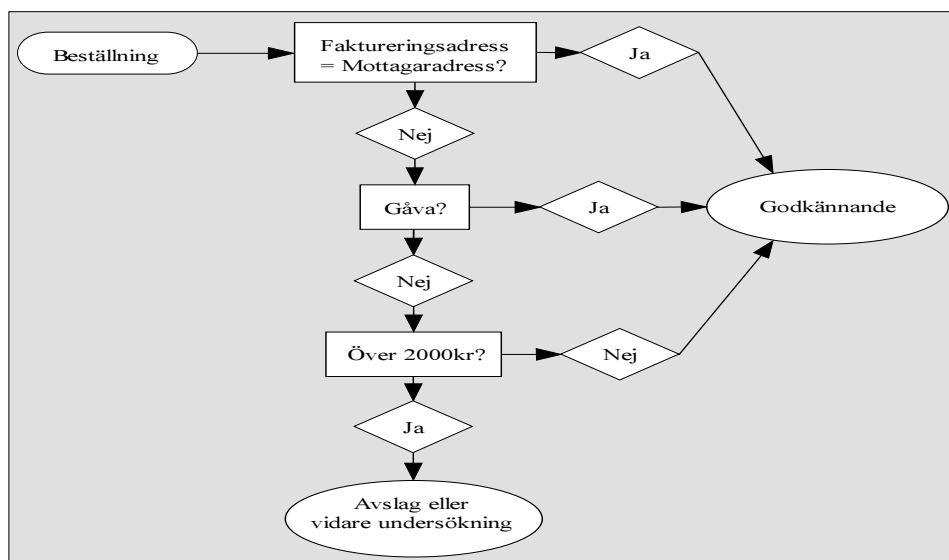 Beställning
Faktureringsadress
= Mottagaradress?
Ja
Nej
Gåva?
Ja
Godkännande
Nej
Över 2000kr?
Nej
Ja
Avslag eller
vidare undersökning